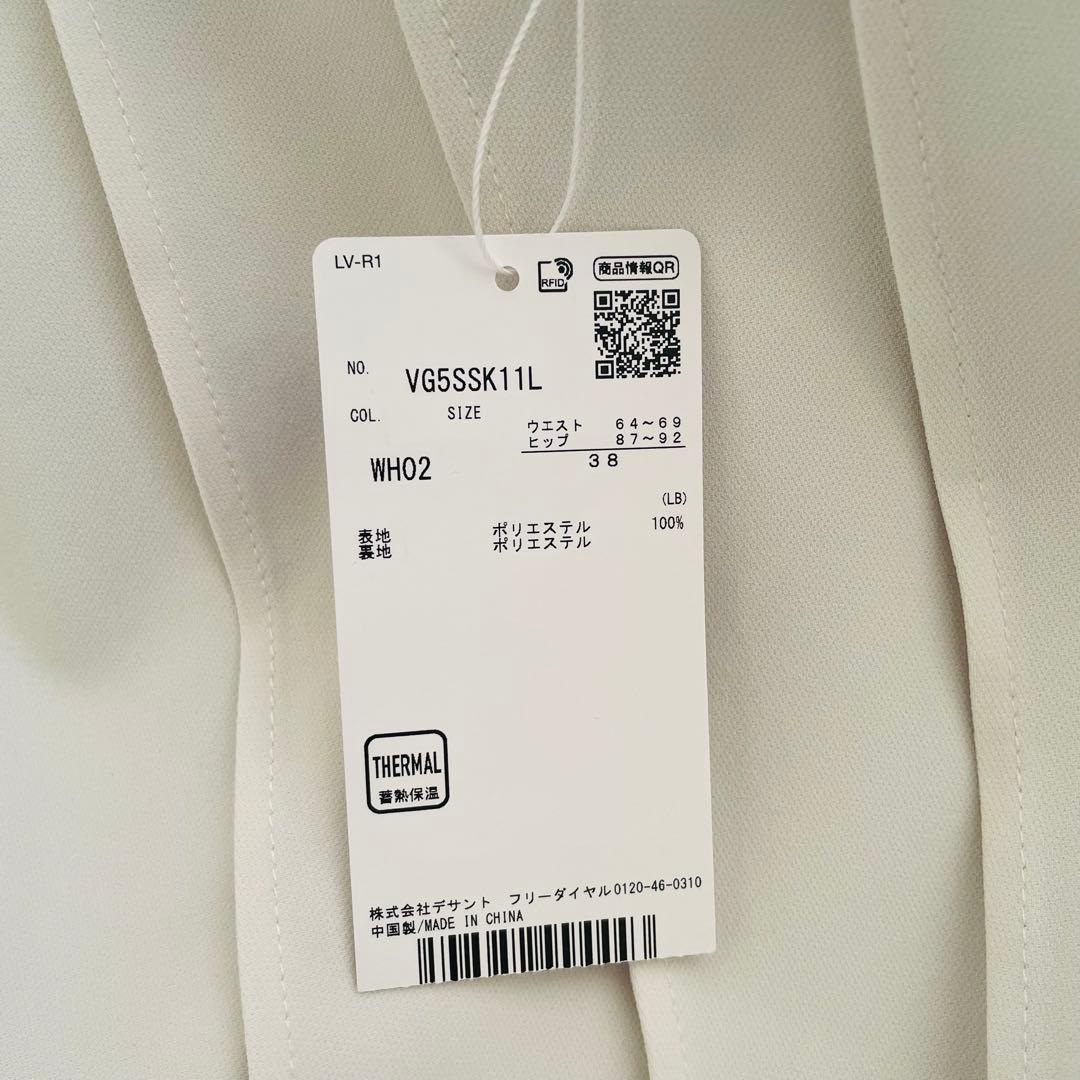 LV-R1
RFID
商品情報QR
NO. VG5SSK11L
COL. SIZE
ウエスト 64～69
ヒップ 87～92
WH02 38
(LB)
表地 ポリエステル 100%
裏地 ポリエステル
THERMAL
蓄熱保温
株式会社デサント フリーダイヤル0120-46-0310
中国製/MADE IN CHINA